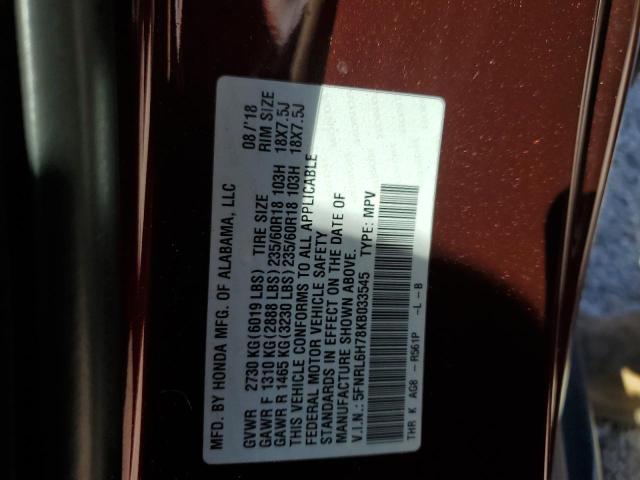 MFD. BY HONDA MFG. OF ALABAMA, LLC 08/'18
GVWR 2730 KG (6019 LBS) TIRE SIZE RIM SIZE
GAWR F 1310 KG (2888 LBS) 235/60R18 103H 18X7.5J
GAWR R 1465 KG (3230 LBS) 235/60R18 103H 18X7.5J
THIS VEHICLE CONFORMS TO ALL APPLICABLE
FEDERAL MOTOR VEHICLE SAFETY
STANDARDS IN EFFECT ON THE DATE OF
MANUFACTURE SHOWN ABOVE.
V.I.N.: 5FNRL6H78KB033545 TYPE: MPV
THR K AG8 - R561P -L - B